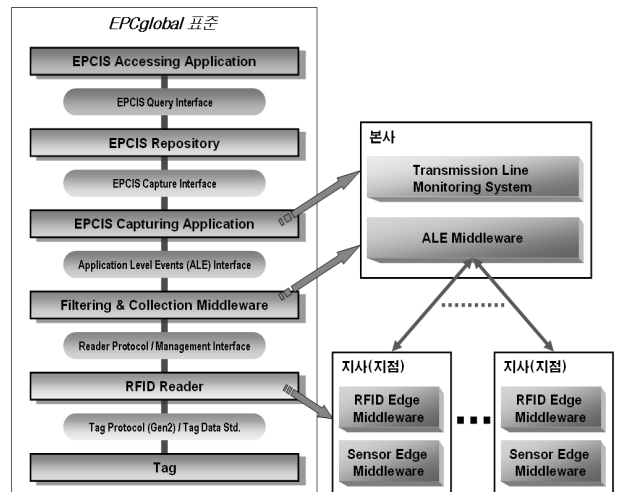 EPCglobal 표준
EPCIS Accessing Application
EPCIS Query Interface
EPCIS Repository
EPCIS Capture Interface
EPCIS Capturing Application
Application Level Events (ALE) Interface
Filtering & Collection Middleware
Reader Protocol / Management Interface
RFID Reader
Tag Protocol (Gen2) / Tag Data Std.
Tag
본사
Transmission Line
Monitoring System
ALE Middleware
지사(지점)
RFID Edge
Middleware
Sensor Edge
Middleware
지사(지점)
RFID Edge
Middleware
Sensor Edge
Middleware